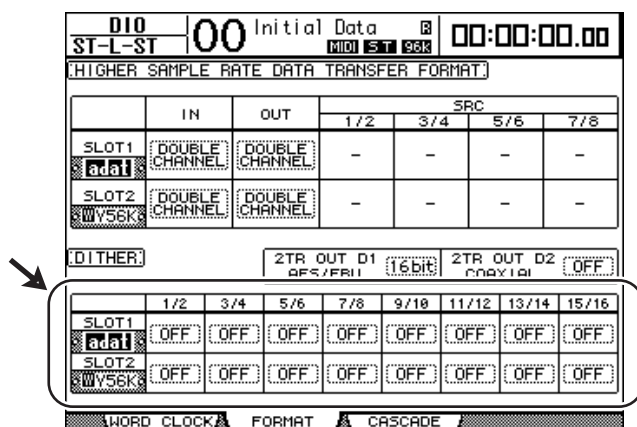 DIO
ST-L-ST
00
Initial Data
MIDI ST 96K
00:00:00.00
HIGHER SAMPLE RATE DATA TRANSFER FORMAT
IN OUT SRC
1/2 3/4 5/6 7/8
SLOT1 adat DOUBLE CHANNEL DOUBLE CHANNEL – – – –
SLOT2 Y56K DOUBLE CHANNEL DOUBLE CHANNEL – – – –
DITHER
2TR OUT D1 AES/EBU 16bit 2TR OUT D2 COAXIAL OFF
1/2 3/4 5/6 7/8 9/10 11/12 13/14 15/16
SLOT1 adat OFF OFF OFF OFF OFF OFF OFF OFF
SLOT2 Y56K OFF OFF OFF OFF OFF OFF OFF OFF
WORD CLOCK FORMAT CASCADE